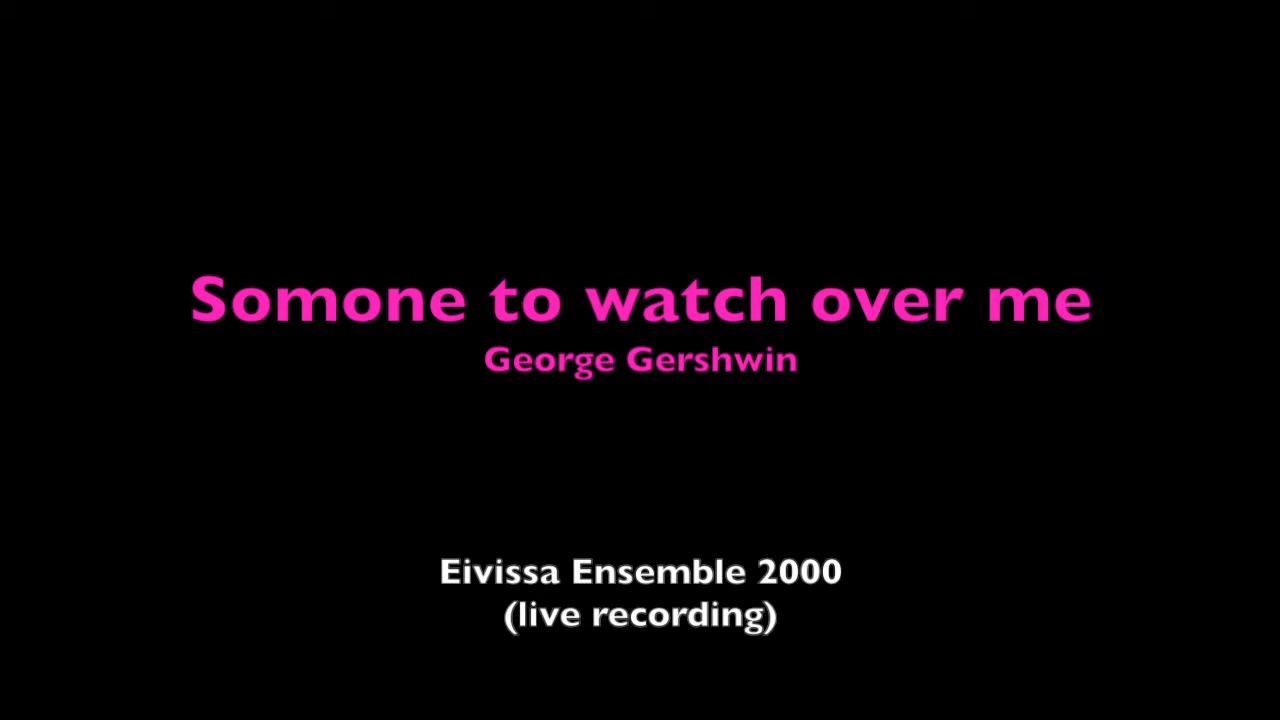 Somone to watch over me
George Gershwin
Eivissa Ensemble 2000
(live recording)